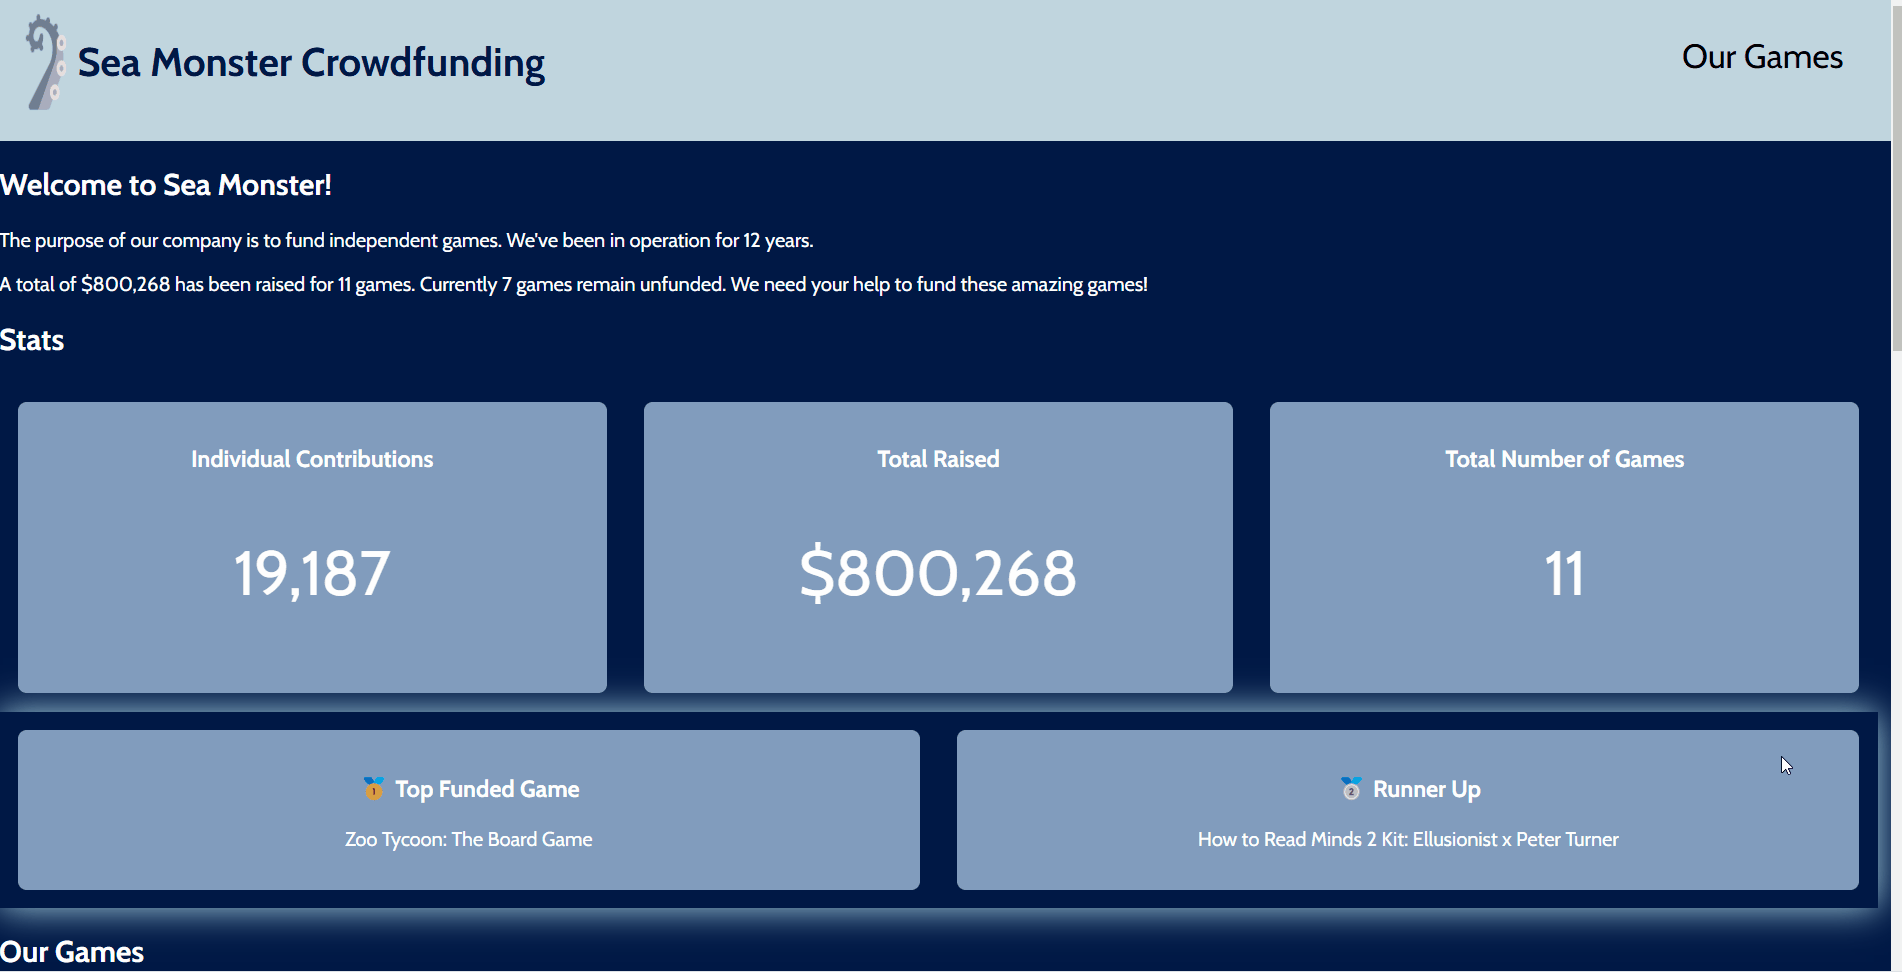 Sea Monster Crowdfunding
Our Games
Welcome to Sea Monster!
The purpose of our company is to fund independent games. We've been in operation for 12 years.
A total of $800,268 has been raised for 11 games. Currently 7 games remain unfunded. We need your help to fund these amazing games!
Stats
Individual Contributions
19,187
Total Raised
$800,268
Total Number of Games
11
🥇 Top Funded Game
Zoo Tycoon: The Board Game
🥈 Runner Up
How to Read Minds 2 Kit: Ellusionist x Peter Turner
Our Games